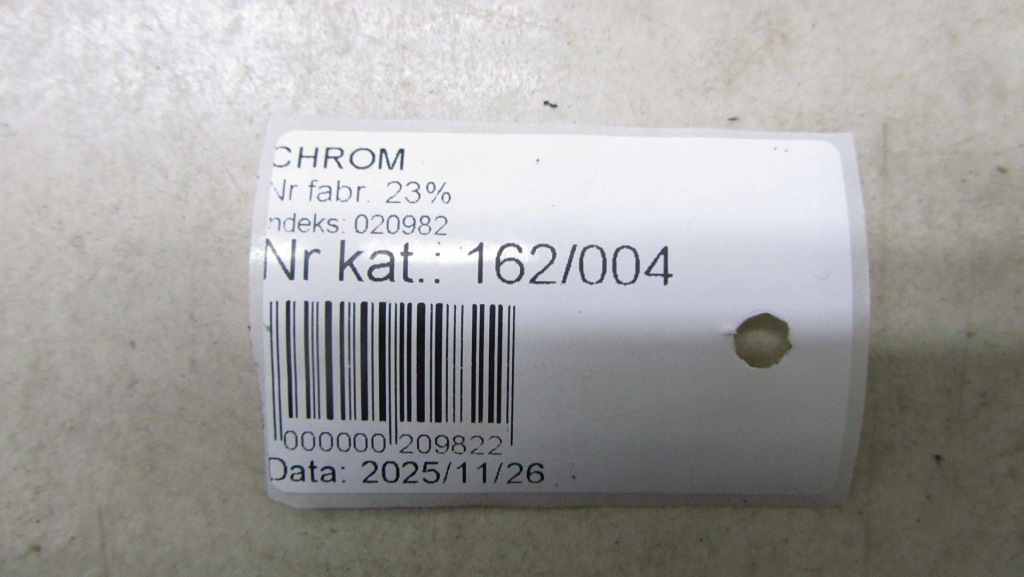 CHROM
Nr fabr. 23%
ndeks: 020982
Nr kat.: 162/004
000000 209822
Data: 2025/11/26